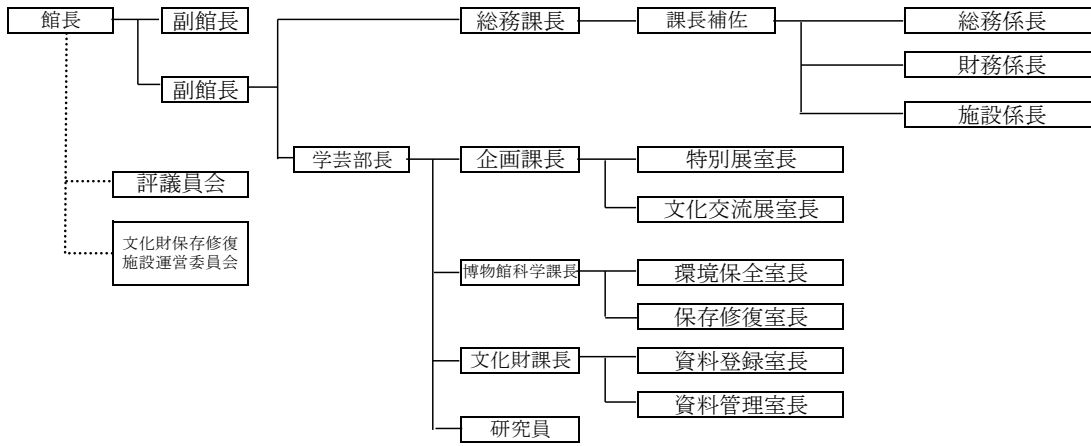 館長
副館長
総務課長
課長補佐
総務係長
財務係長
副館長
施設係長
学芸部長
企画課長
特別展室長
評議員会
文化交流展室長
文化財保存修復
施設運営委員会
博物館科学課長
環境保全室長
保存修復室長
文化財課長
資料登録室長
資料管理室長
研究員